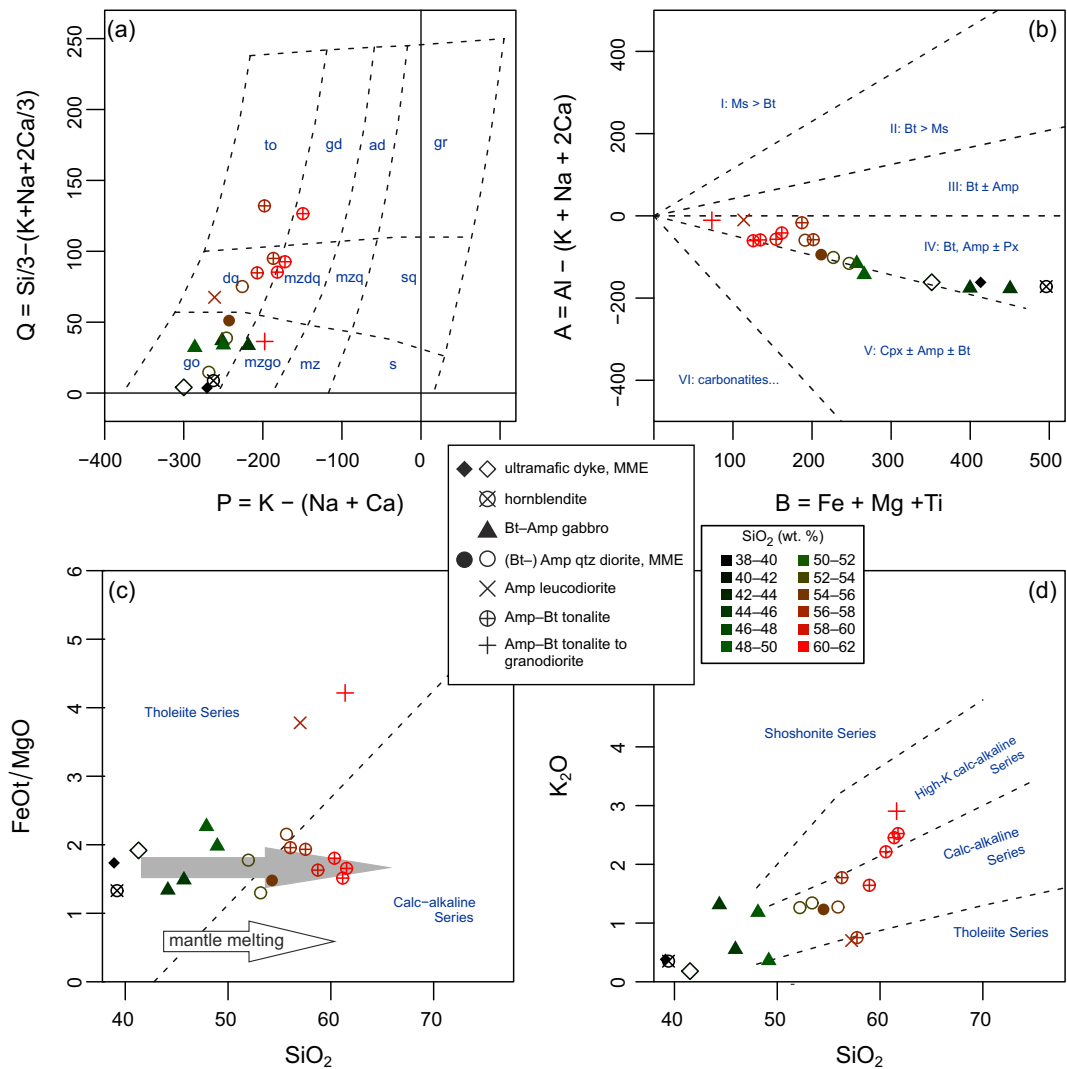 (a)
Q = Si/3−(K+Na+2Ca/3)
250
200
150
100
50
0
to
gd
ad
gr
dq
mzdq
mzq
sq
go
mzgo
mz
s
−400
−300
−200
−100
0
P = K − (Na + Ca)
(b)
A = Al − (K + Na + 2Ca)
400
200
0
−200
−400
I: Ms > Bt
II: Bt > Ms
III: Bt ± Amp
IV: Bt, Amp ± Px
V: Cpx ± Amp ± Bt
VI: carbonatites...
0
100
200
300
400
500
B = Fe + Mg +Ti
ultramafic dyke, MME
hornblendite
Bt–Amp gabbro
(Bt–) Amp qtz diorite, MME
Amp leucodiorite
Amp–Bt tonalite
Amp–Bt tonalite to
granodiorite
SiO2 (wt. %)
38–40
40–42
42–44
44–46
46–48
48–50
50–52
52–54
54–56
56–58
58–60
60–62
(c)
FeOt/MgO
6
5
4
3
2
1
0
Tholeiite Series
Calc−alkaline
Series
mantle melting
40
50
60
70
SiO2
(d)
K2O
4
3
2
1
0
Shoshonite Series
High-K calc-alkaline
Series
Calc-alkaline
Series
Tholeiite Series
40
50
60
70
SiO2